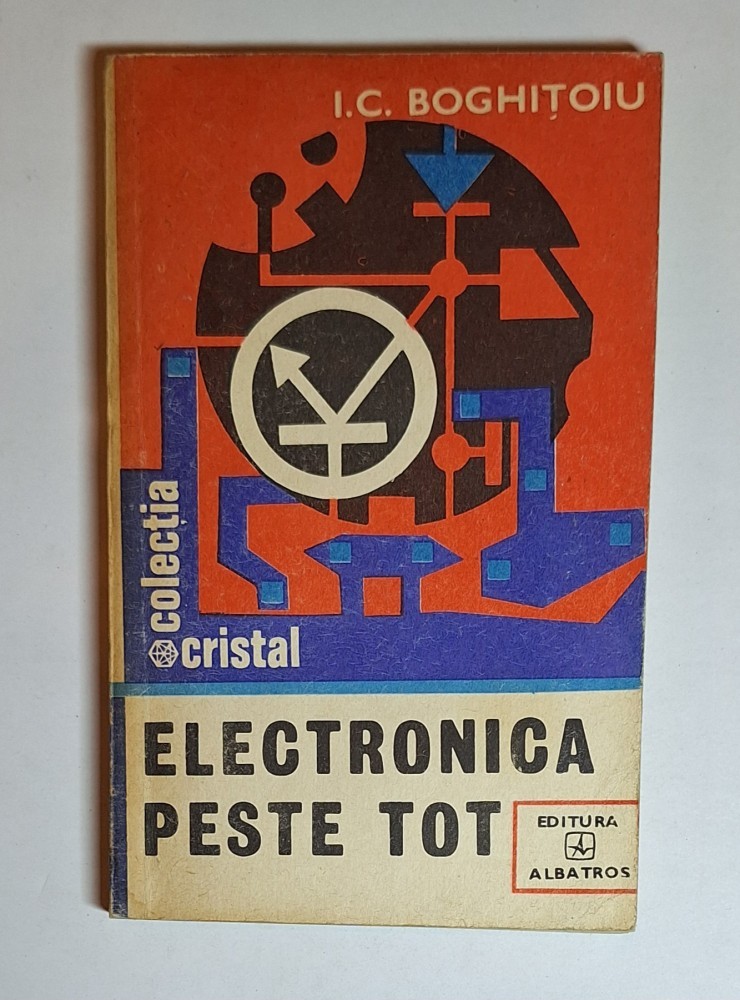 I.C. BOGHIȚOIU
colecția
cristal
ELECTRONICA
PESTE TOT
EDITURA
ALBATROS